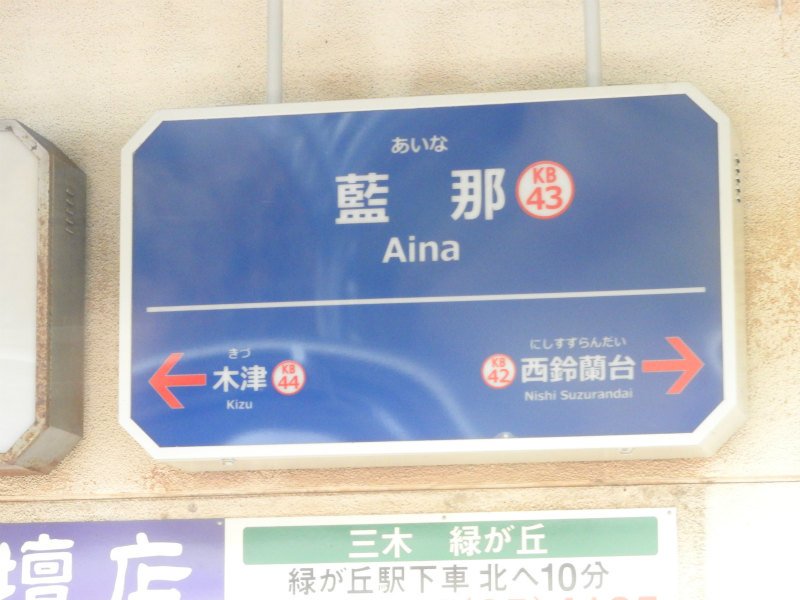 あいな
藍那 KB 43
Aina
きづ
木津 KB 44
Kizu
にしすずらんだい
KB 42 西鈴蘭台
Nishi Suzurandai
壇店
三木 緑が丘
緑が丘駅下車 北へ10分